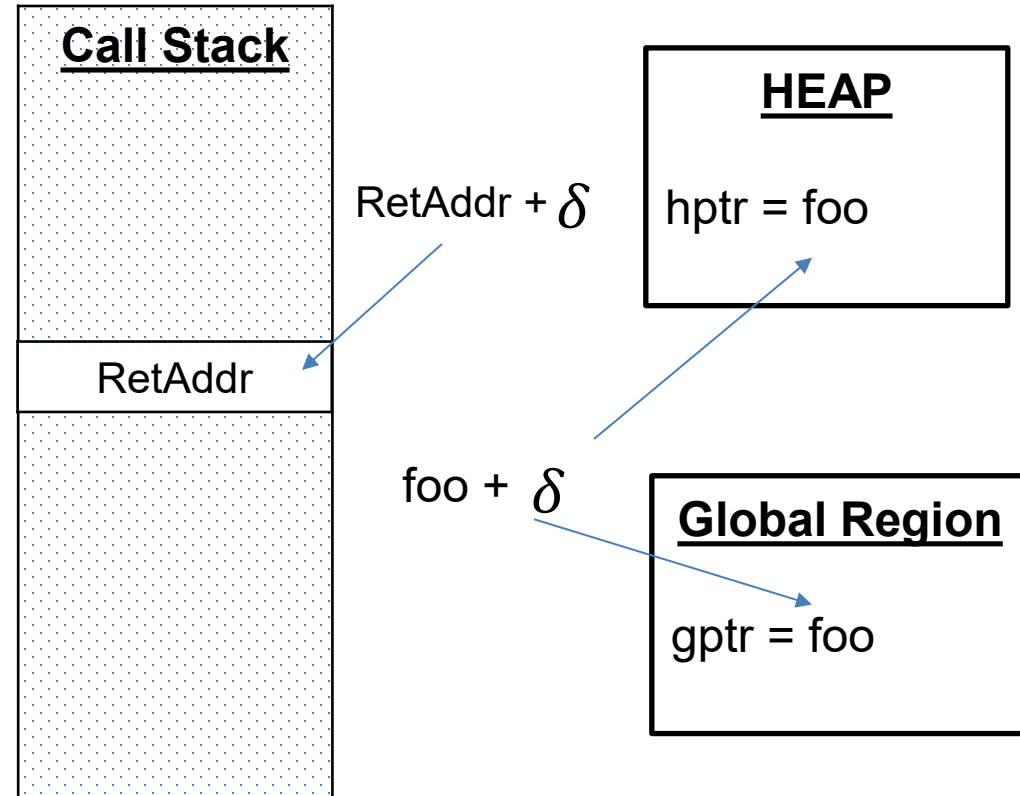 Call Stack
HEAP
RetAddr + δ
hptr = foo
RetAddr
foo + δ
Global Region
gptr = foo